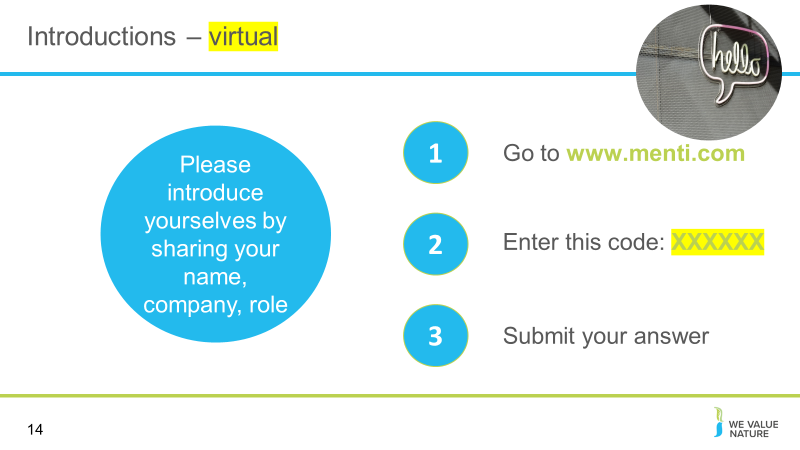 Introductions – virtual
hello
Please
introduce
yourselves by
sharing your
name,
company, role
1
Go to www.menti.com
2
Enter this code: XXXXXX
3
Submit your answer
14
WE VALUE
NATURE